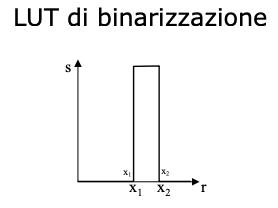 LUT di binarizzazione
s
x1 x2
x1 x2 r